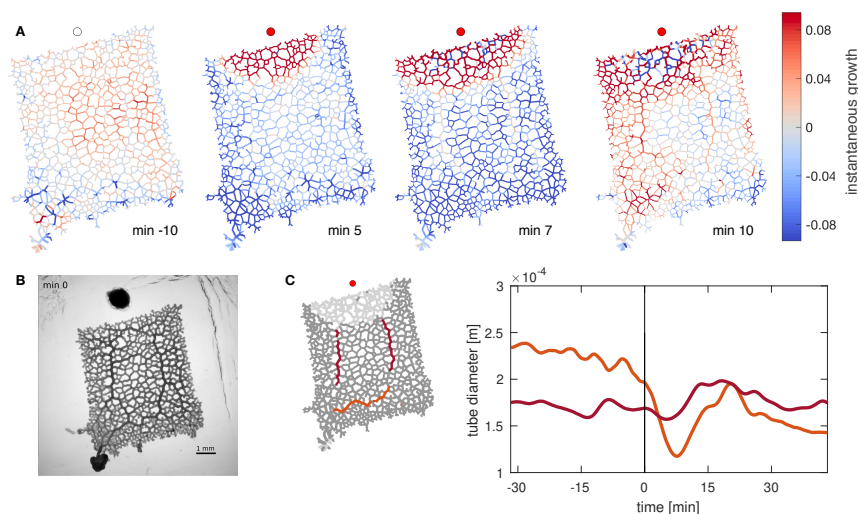 A
min -10
min 5
min 7
min 10
0.08
0.04
0
-0.04
-0.08
instantaneous growth
B
min 0
1 mm
C
×10⁻⁴
3
2.5
2
1.5
1
tube diameter [m]
-30
-15
0
15
30
time [min]